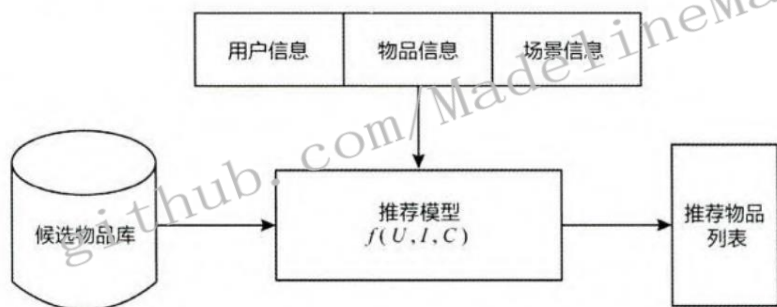 用户信息 物品信息 场景信息
候选物品库
推荐模型
f(U,I,C)
推荐物品
列表
github.com/MadelineMa